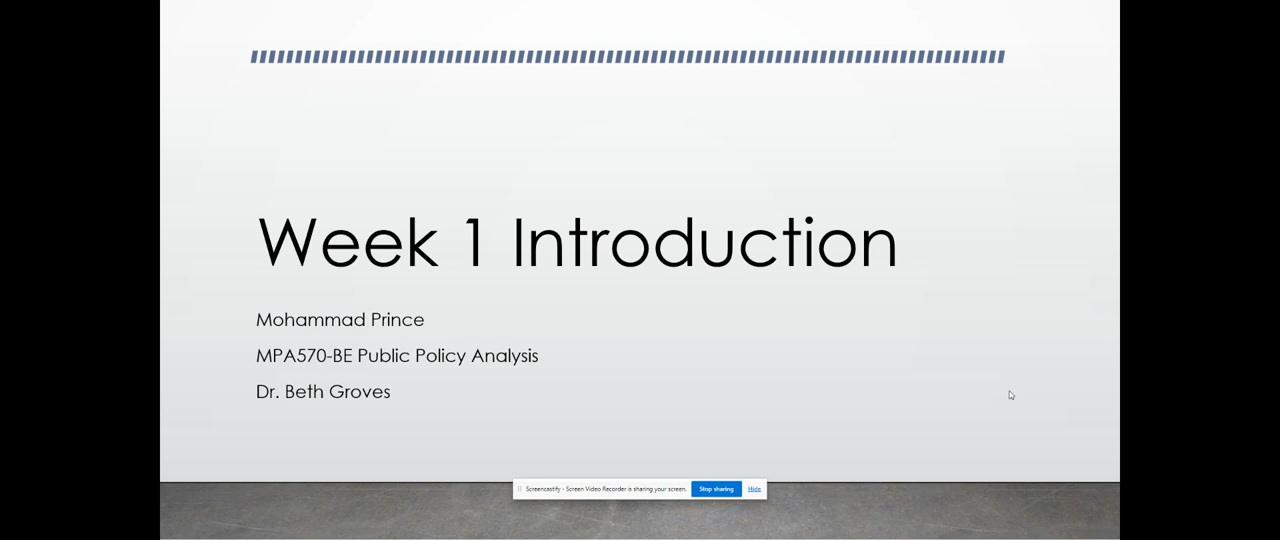 Week 1 Introduction
Mohammad Prince
MPA570-BE Public Policy Analysis
Dr. Beth Groves
Screencastify - Screen Video Recorder is sharing your screen. Stop sharing Hide